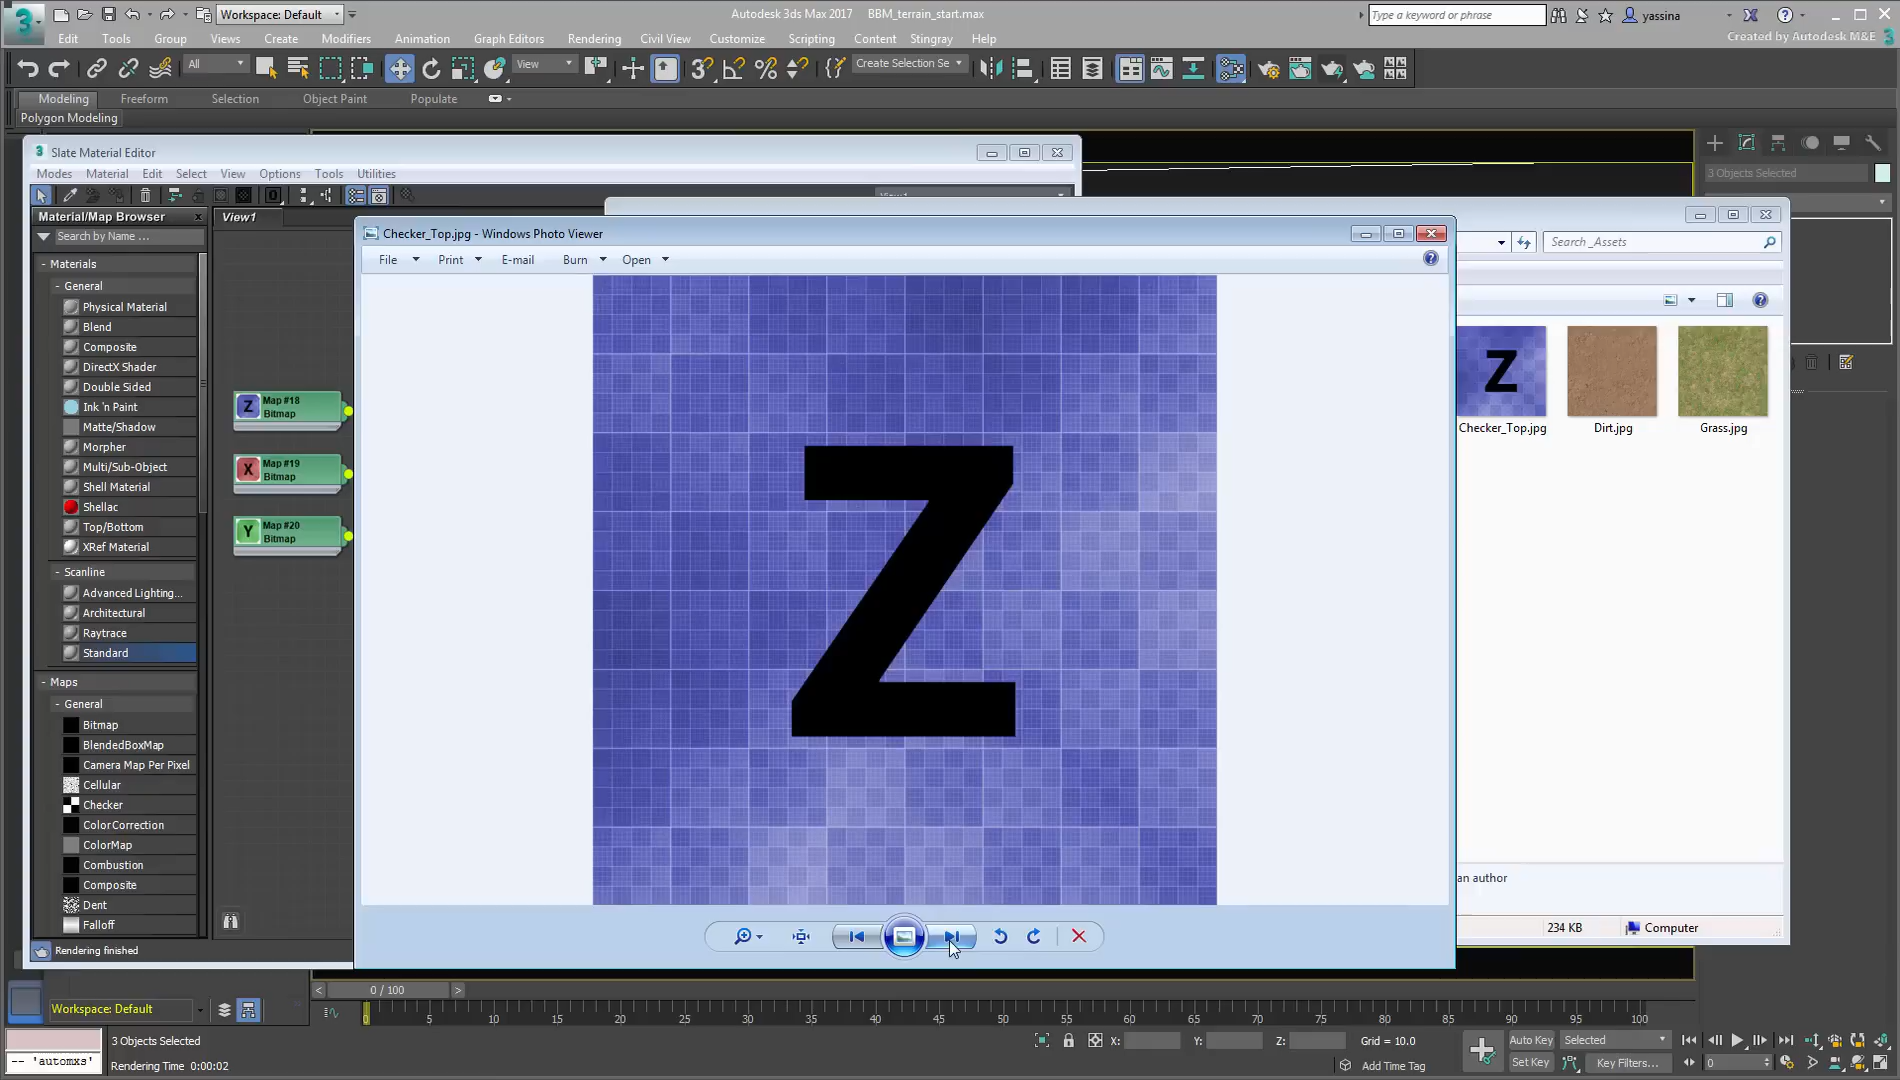 Workspace: Default
Autodesk 3ds Max 2017 BBM_terrain_start.max
Type a keyword or phrase
yassina
Edit Tools Group Views Create Modifiers Animation Graph Editors Rendering Civil View Customize Scripting Content Stingray Help
Created by Autodesk M&E
All
View
Create Selection Se
Modeling Freeform Selection Object Paint Populate
Polygon Modeling
3 Slate Material Editor
Modes Material Edit Select View Options Tools Utilities
3 Objects Selected
Material/Map Browser
View1
Search by Name ...
- Materials
- General
Physical Material
Blend
Composite
DirectX Shader
Double Sided
Ink 'n Paint
Matte/Shadow
Morpher
Multi/Sub-Object
Shell Material
Shellac
Top/Bottom
XRef Material
- Scanline
Advanced Lighting...
Architectural
Raytrace
Standard
- Maps
- General
Bitmap
BlendedBoxMap
Camera Map Per Pixel
Cellular
Checker
Color Correction
ColorMap
Combustion
Composite
Dent
Falloff
Rendering finished
Z Map #18
Bitmap
X Map #19
Bitmap
Y Map #20
Bitmap
Checker_Top.jpg - Windows Photo Viewer
File Print E-mail Burn Open
Z
Search _Assets
Z
Checker_Top.jpg Dirt.jpg Grass.jpg
an author
234 KB Computer
Workspace: Default
< 0 / 100 >
0 5 10 15 20 25 30 35 40 45 50 55 60 65 70 75 80 85 90 95 100
3 Objects Selected
X: Y: Z: Grid = 10.0
Auto Key Selected
-- 'automxs'
Rendering Time 0:00:02
Add Time Tag
Set Key Key Filters...
0